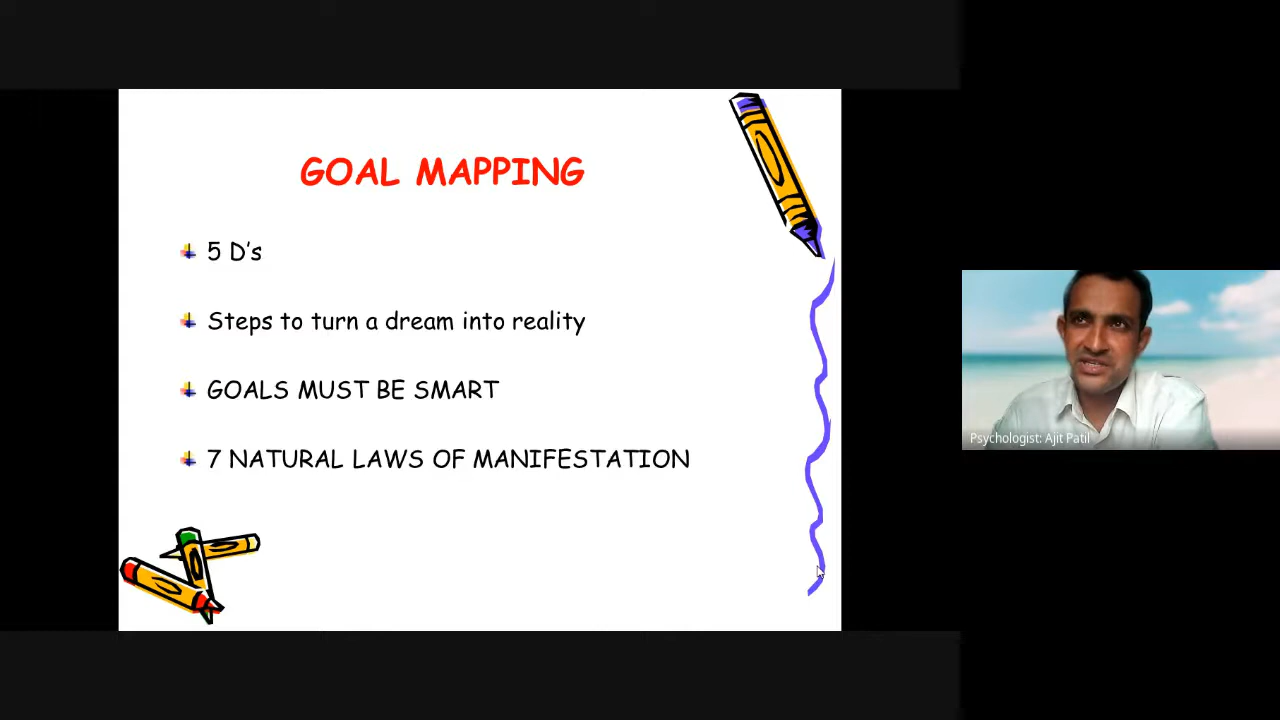 GOAL MAPPING
5 D's
Steps to turn a dream into reality
GOALS MUST BE SMART
7 NATURAL LAWS OF MANIFESTATION
Psychologist: Ajit Patil